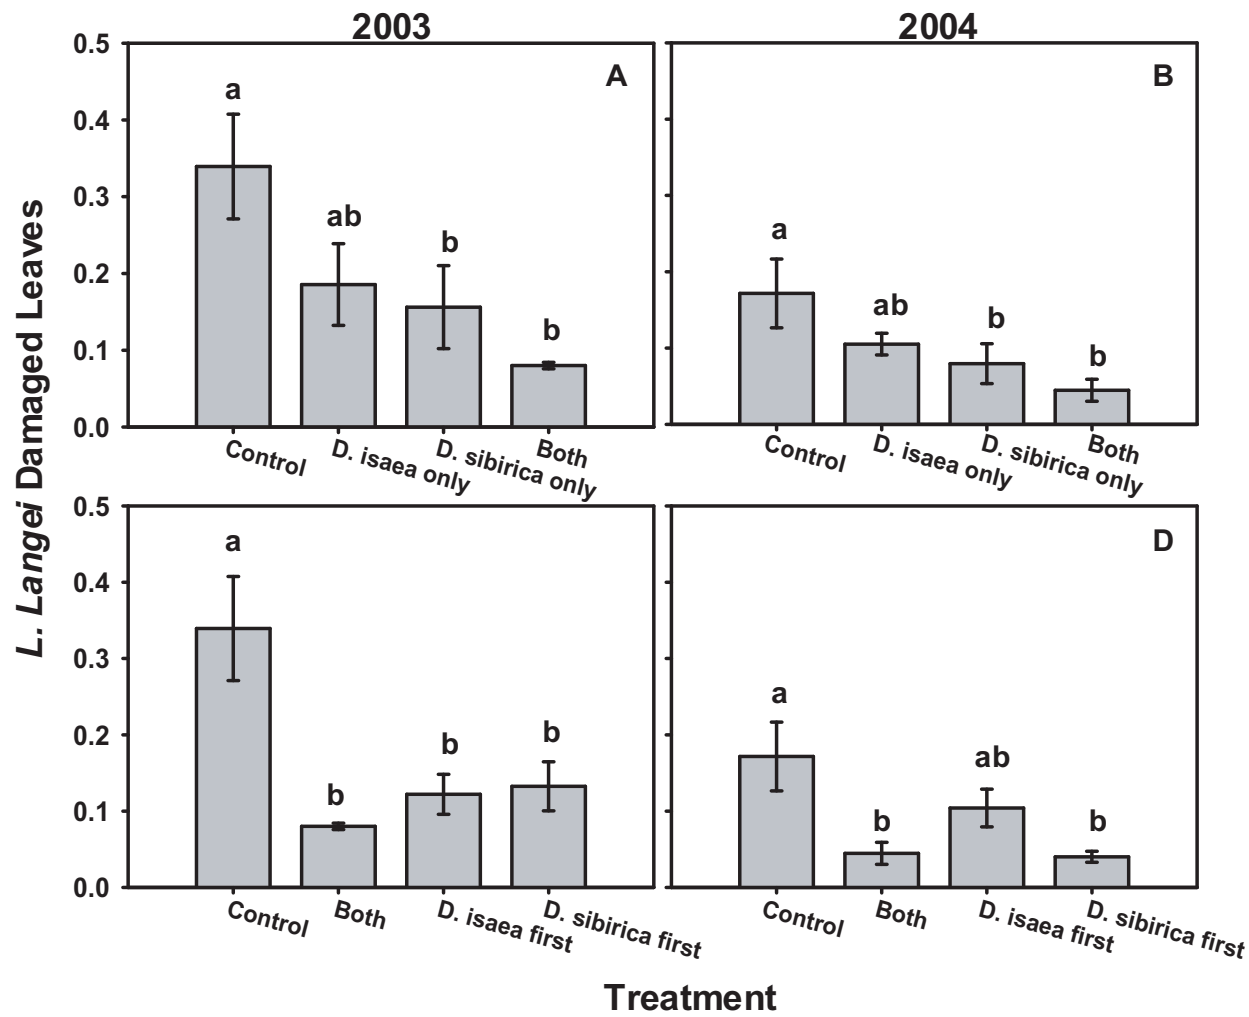 2003
2004
L. Langei Damaged Leaves
0.5
0.4
0.3
0.2
0.1
0.0
A
a
ab
b
b
Control
D. isaea only
D. sibirica only
Both
B
a
ab
b
b
Control
D. isaea only
D. sibirica only
Both
0.5
0.4
0.3
0.2
0.1
0.0
a
b
b
b
Control
Both
D. isaea first
D. sibirica first
D
a
b
ab
b
Control
Both
D. isaea first
D. sibirica first
Treatment